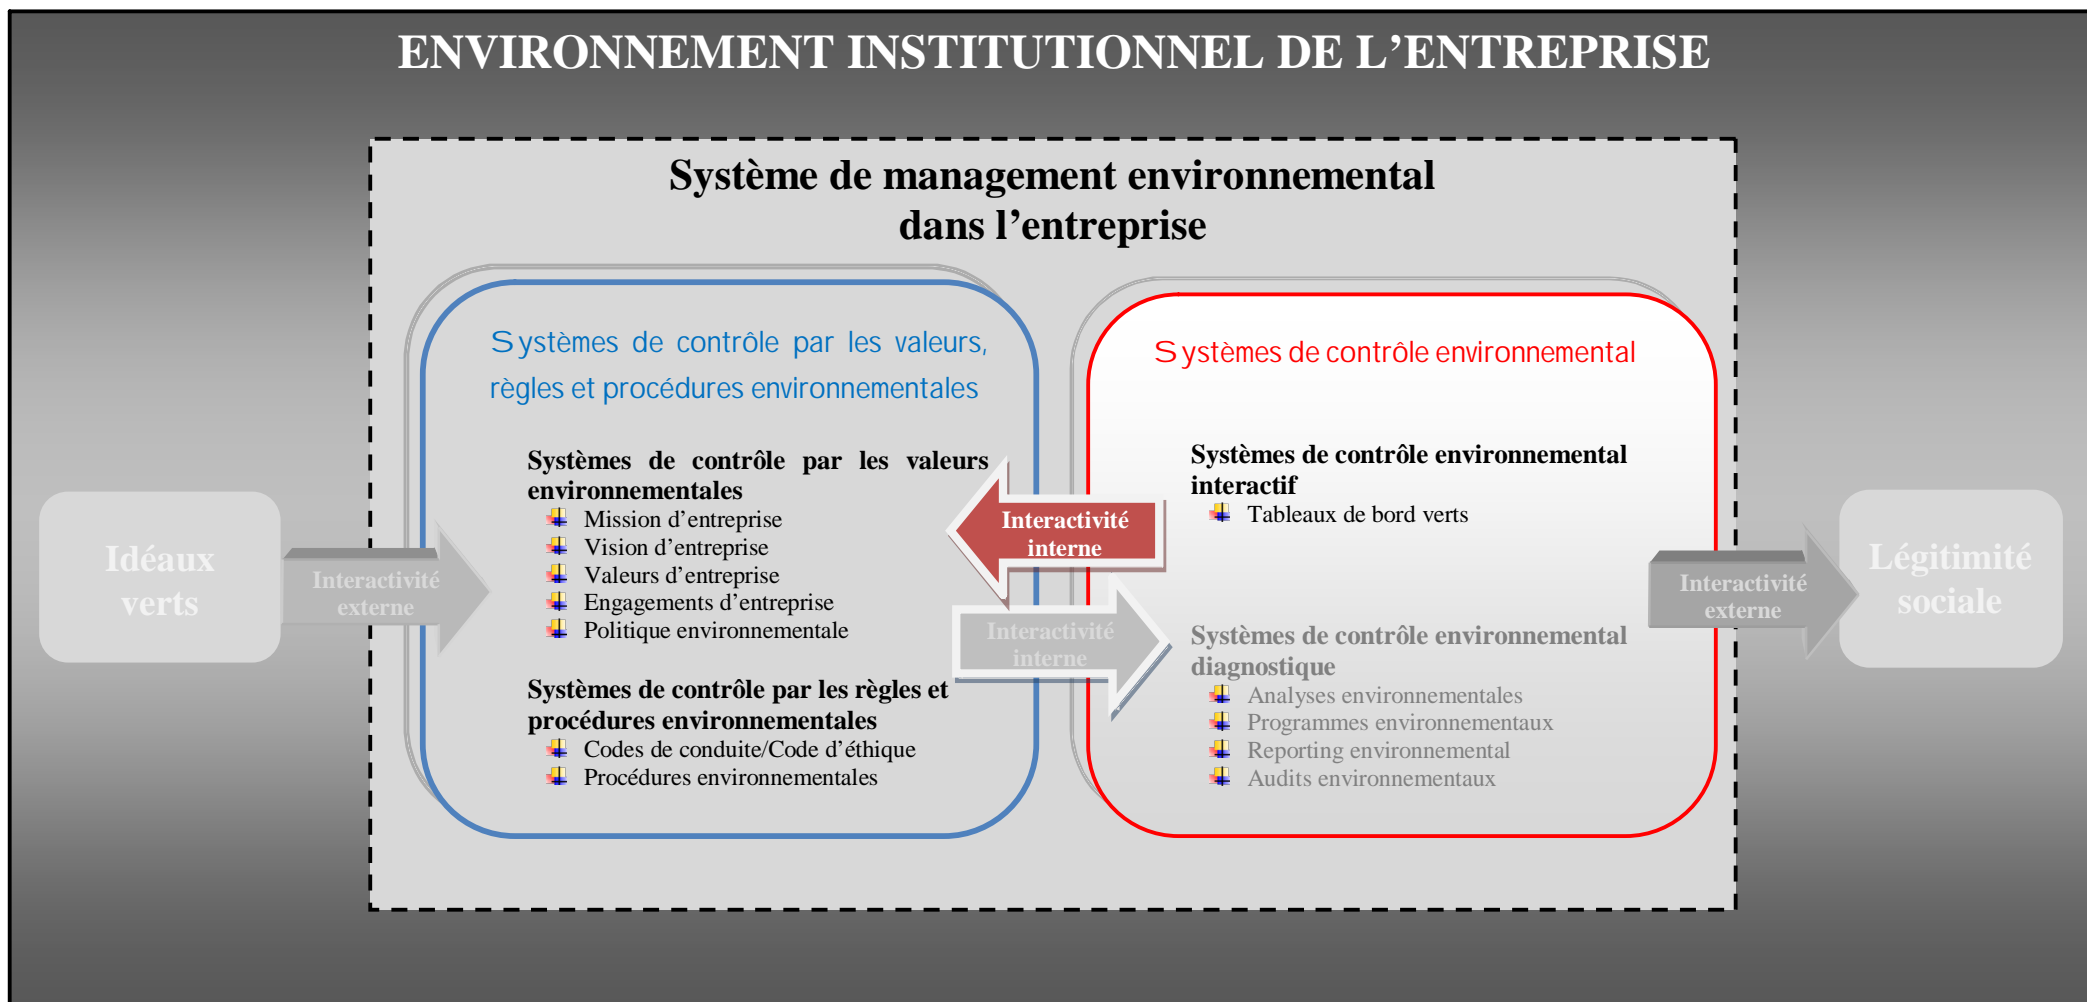 ENVIRONNEMENT INSTITUTIONNEL DE L’ENTREPRISE
Système de management environnemental
dans l’entreprise
Idéaux
verts
Interactivité
externe
Systèmes de contrôle par les valeurs,
règles et procédures environnementales
Systèmes de contrôle par les valeurs
environnementales
Mission d’entreprise
Vision d’entreprise
Valeurs d’entreprise
Engagements d’entreprise
Politique environnementale
Systèmes de contrôle par les règles et
procédures environnementales
Codes de conduite/Code d’éthique
Procédures environnementales
Interactivité
interne
Interactivité
interne
Systèmes de contrôle environnemental
Systèmes de contrôle environnemental
interactif
Tableaux de bord verts
Systèmes de contrôle environnemental
diagnostique
Analyses environnementales
Programmes environnementaux
Reporting environnemental
Audits environnementaux
Interactivité
externe
Légitimité
sociale